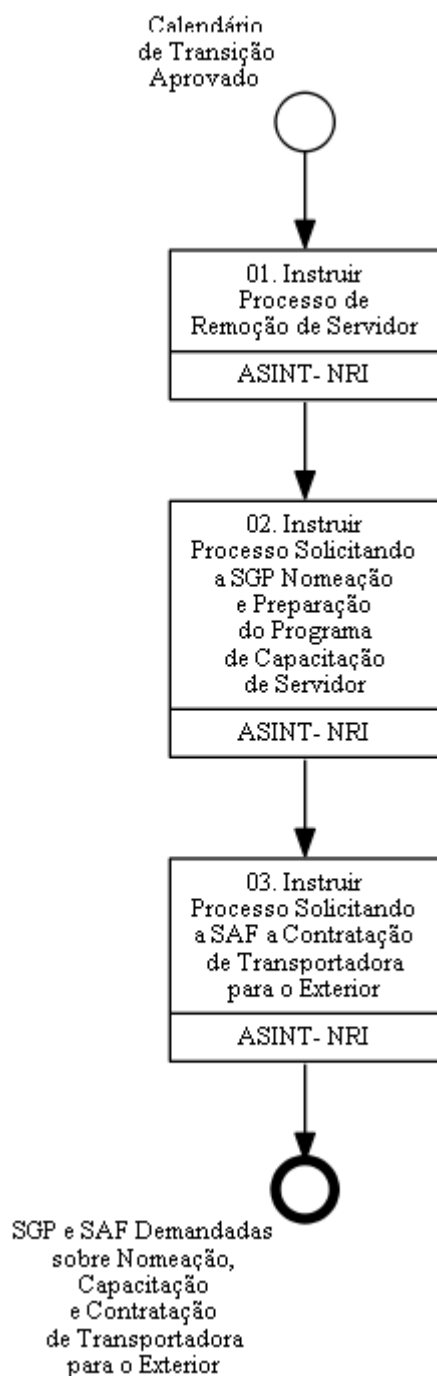 Calendário
de Transição
Aprovado
01. Instruir
Processo de
Remoção de Servidor
ASINT- NRI
02. Instruir
Processo Solicitando
a SGP Nomeação
e Preparação
do Programa
de Capacitação
de Servidor
ASINT- NRI
03. Instruir
Processo Solicitando
a SAF a Contratação
de Transportadora
para o Exterior
ASINT- NRI
SGP e SAF Demandadas
sobre Nomeação,
Capacitação
e Contratação
de Transportadora
para o Exterior